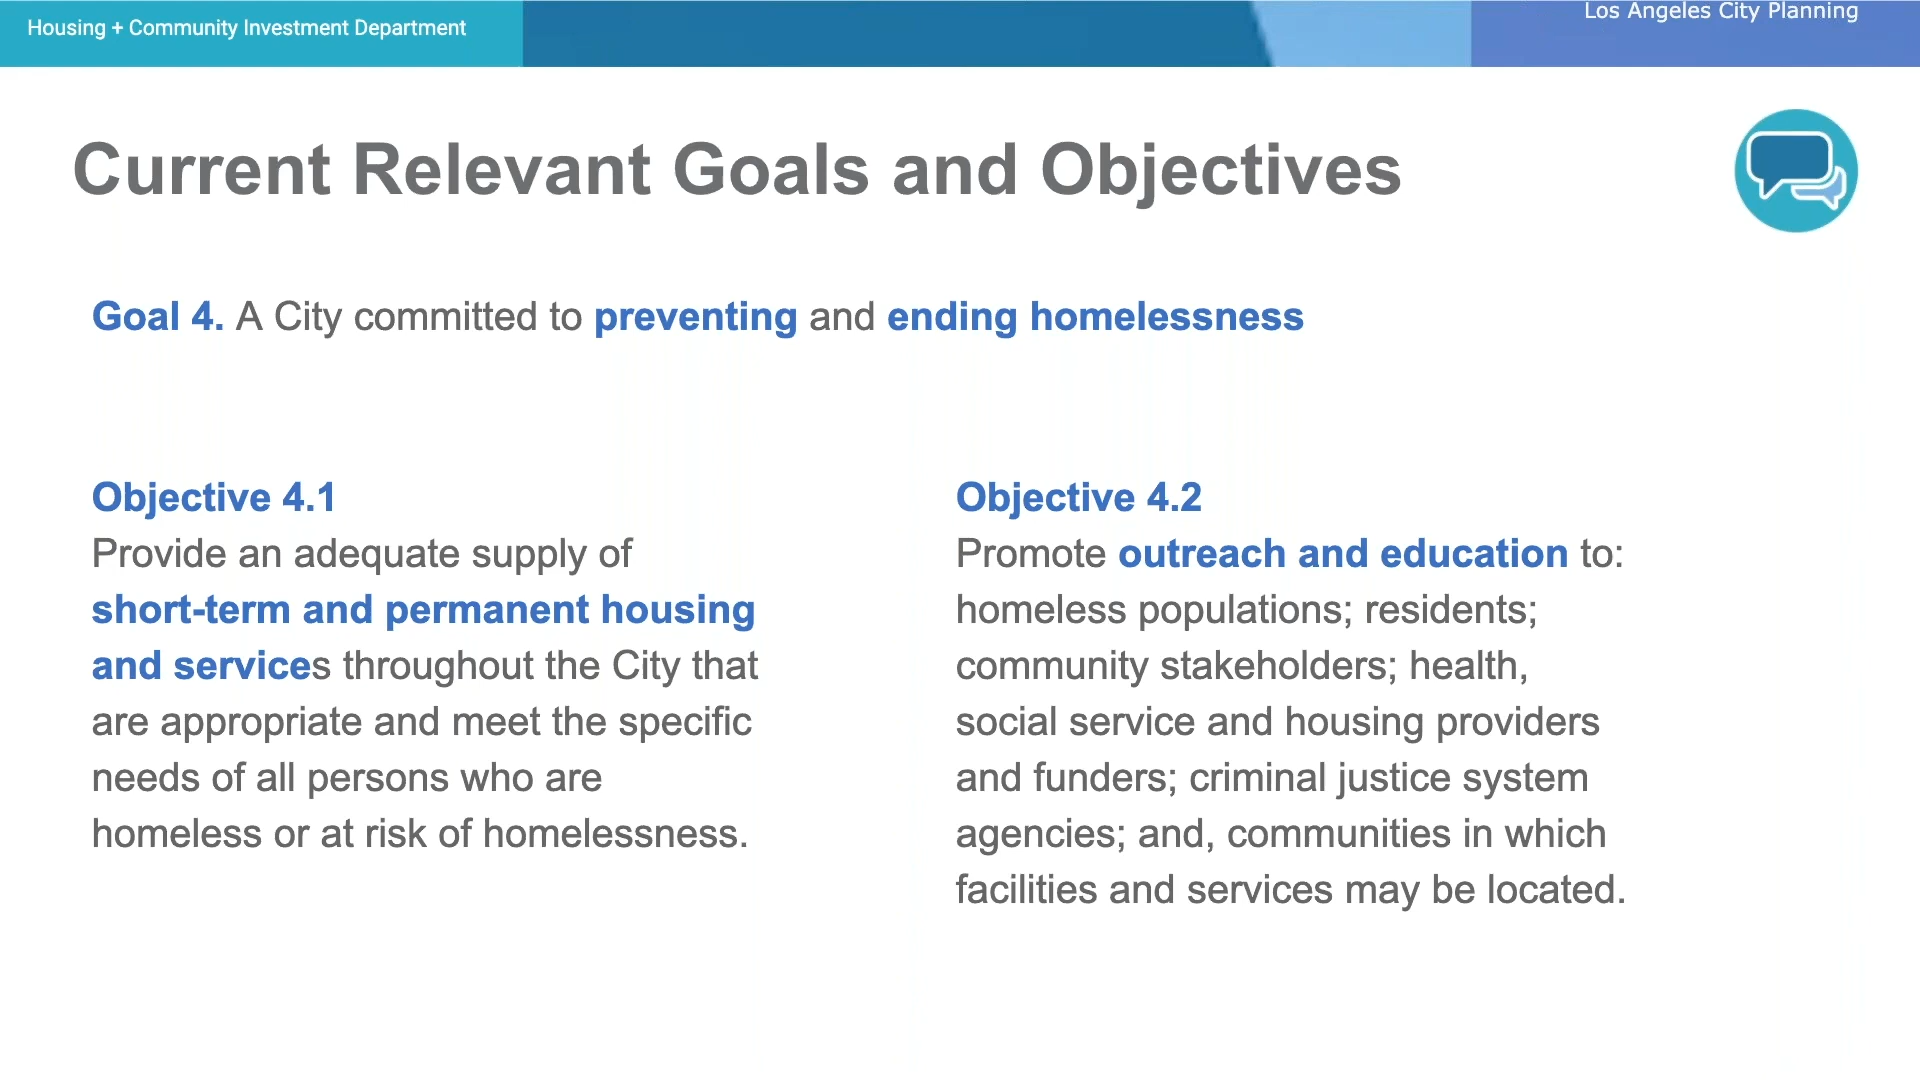 Housing + Community Investment Department
Los Angeles City Planning
Current Relevant Goals and Objectives
Goal 4. A City committed to preventing and ending homelessness
Objective 4.1
Provide an adequate supply of
short-term and permanent housing
and services throughout the City that
are appropriate and meet the specific
needs of all persons who are
homeless or at risk of homelessness.
Objective 4.2
Promote outreach and education to:
homeless populations; residents;
community stakeholders; health,
social service and housing providers
and funders; criminal justice system
agencies; and, communities in which
facilities and services may be located.